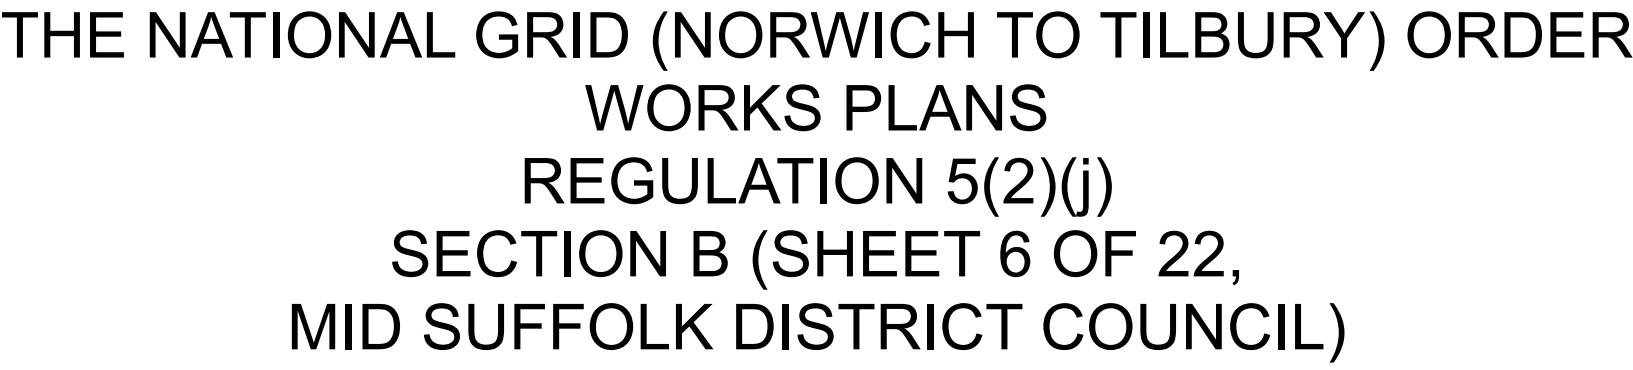 THE NATIONAL GRID (NORWICH TO TILBURY) ORDER
WORKS PLANS
REGULATION 5(2)(j)
SECTION B (SHEET 6 OF 22,
MID SUFFOLK DISTRICT COUNCIL)